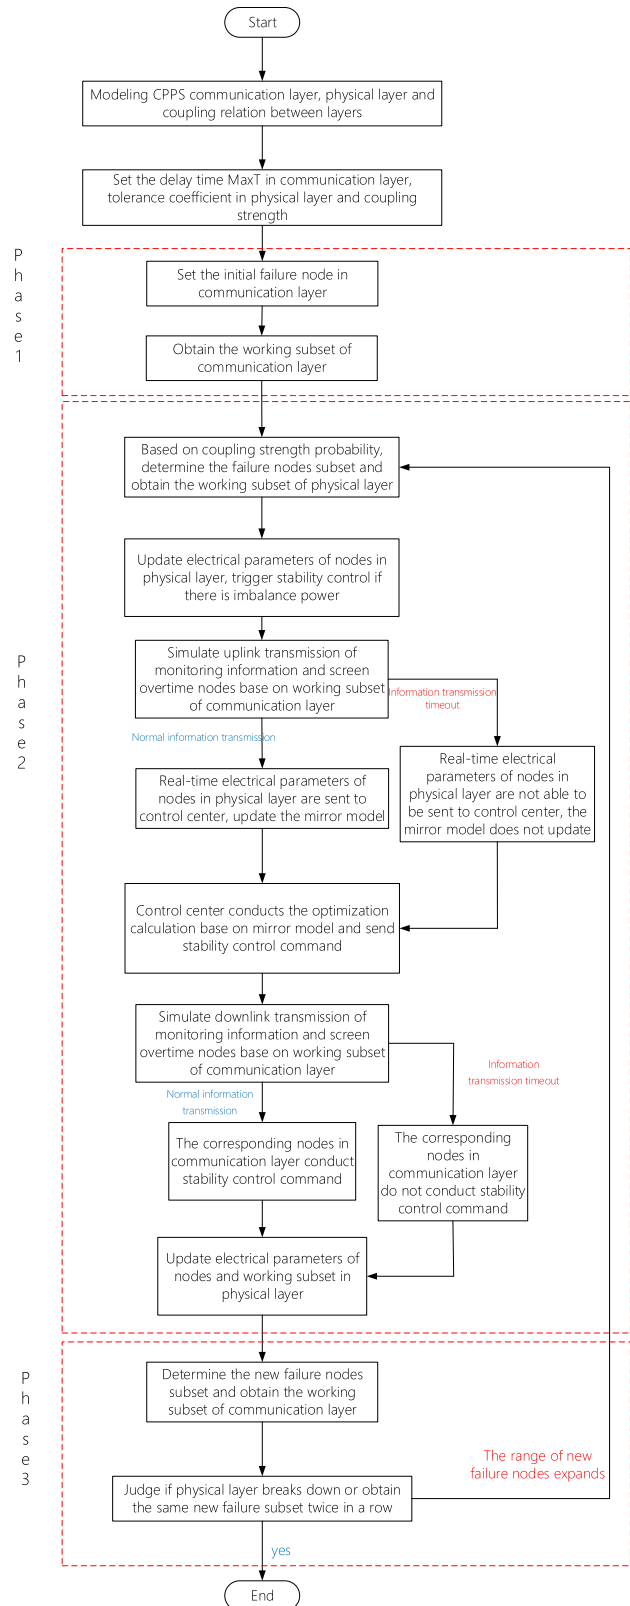 Start
Modeling CPPS communication layer, physical layer and
coupling relation between layers
Set the delay time MaxT in communication layer,
tolerance coefficient in physical layer and coupling
strength
Phase1
Set the initial failure node in
communication layer
Obtain the working subset of
communication layer
Phase2
Based on coupling strength probability,
determine the failure nodes subset and
obtain the working subset of physical layer
Update electrical parameters of nodes in
physical layer, trigger stability control if
there is imbalance power
Simulate uplink transmission of
monitoring information and screen
overtime nodes base on working subset
of communication layer
Information transmission
timeout
Normal information transmission
Real-time electrical parameters of
nodes in physical layer are sent to
control center, update the mirror model
Real-time electrical
parameters of nodes in
physical layer are not able to
be sent to control center, the
mirror model does not update
Control center conducts the optimization
calculation base on mirror model and send
stability control command
Simulate downlink transmission of
monitoring information and screen
overtime nodes base on working subset
of communication layer
Information
transmission timeout
Normal information
transmission
The corresponding nodes in
communication layer conduct
stability control command
The corresponding
nodes in
communication layer
do not conduct stability
control command
Update electrical parameters of
nodes and working subset in
physical layer
Phase3
Determine the new failure nodes
subset and obtain the working
subset of communication layer
The range of new
failure nodes expands
Judge if physical layer breaks down or obtain
the same new failure subset twice in a row
yes
End